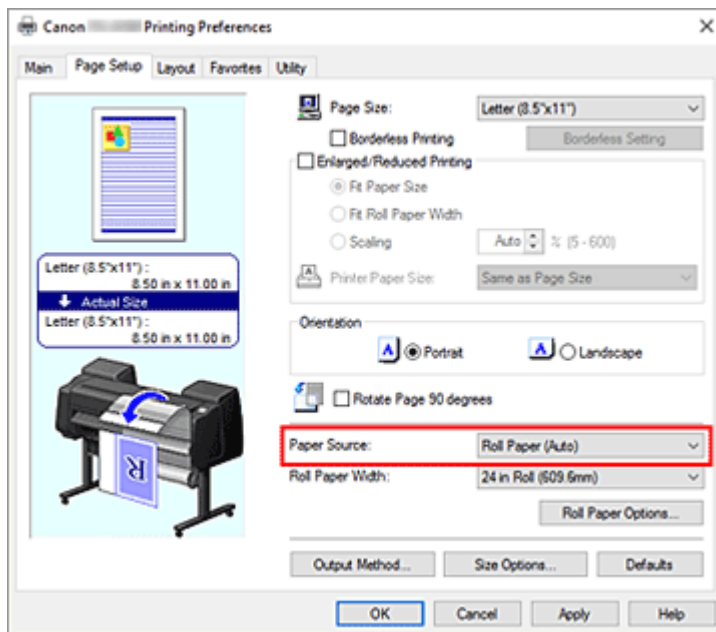 Canon Printing Preferences
Main Page Setup Layout Favorites Utility
Page Size: Letter (8.5"x11")
Borderless Printing Borderless Setting
Enlarged/Reduced Printing
Fit Paper Size
Fit Roll Paper Width
Scaling Auto % (5 - 600)
Printer Paper Size: Same as Page Size
Letter (8.5"x11") :
8.50 in x 11.00 in
Actual Size
Letter (8.5"x11") :
8.50 in x 11.00 in
Orientation
A Portrait A Landscape
Rotate Page 90 degrees
Paper Source: Roll Paper (Auto)
Roll Paper Width: 24 in Roll (609.6mm)
Roll Paper Options...
R
Output Method... Size Options... Defaults
OK Cancel Apply Help